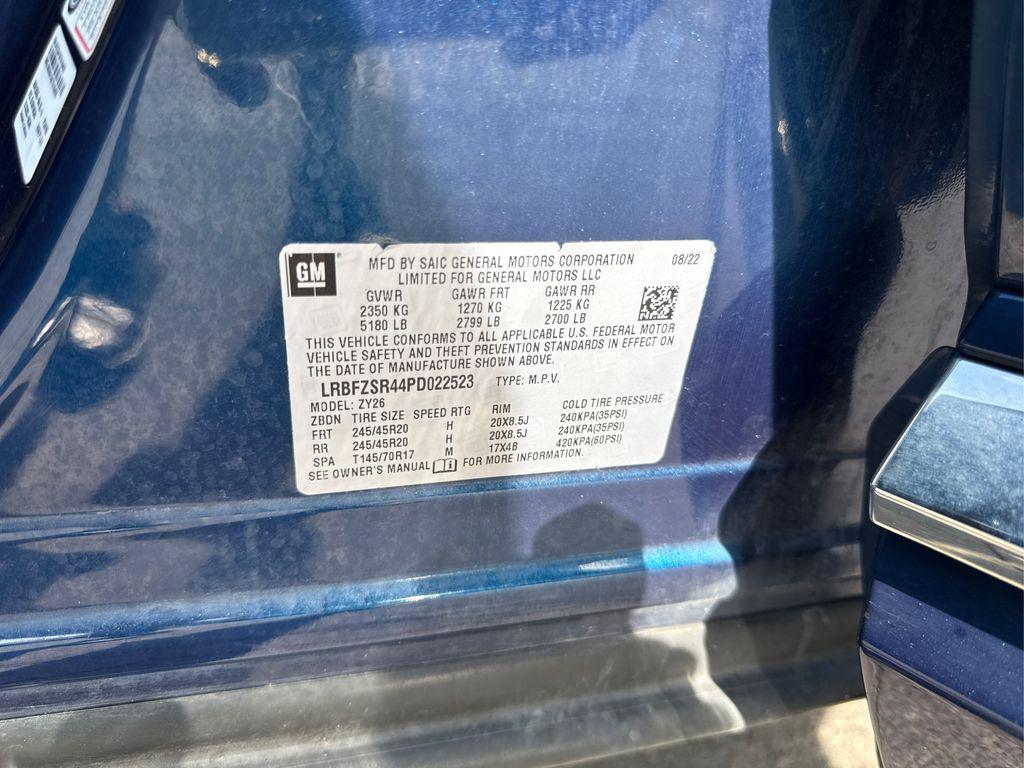 GM
MFD BY SAIC GENERAL MOTORS CORPORATION 08/22
LIMITED FOR GENERAL MOTORS LLC
GVWR GAWR FRT GAWR RR
2350 KG 1270 KG 1225 KG
5180 LB 2799 LB 2700 LB
THIS VEHICLE CONFORMS TO ALL APPLICABLE U.S. FEDERAL MOTOR
VEHICLE SAFETY AND THEFT PREVENTION STANDARDS IN EFFECT ON
THE DATE OF MANUFACTURE SHOWN ABOVE.
LRBFZSR44PD022523 TYPE: M.P.V.
MODEL: ZY26
ZBDN TIRE SIZE SPEED RTG RIM COLD TIRE PRESSURE
FRT 245/45R20 H 20X8.5J 240KPA(35PSI)
RR 245/45R20 H 20X8.5J 240KPA(35PSI)
SPA T145/70R17 M 17X4B 420KPA(60PSI)
SEE OWNER'S MANUAL FOR MORE INFORMATION.